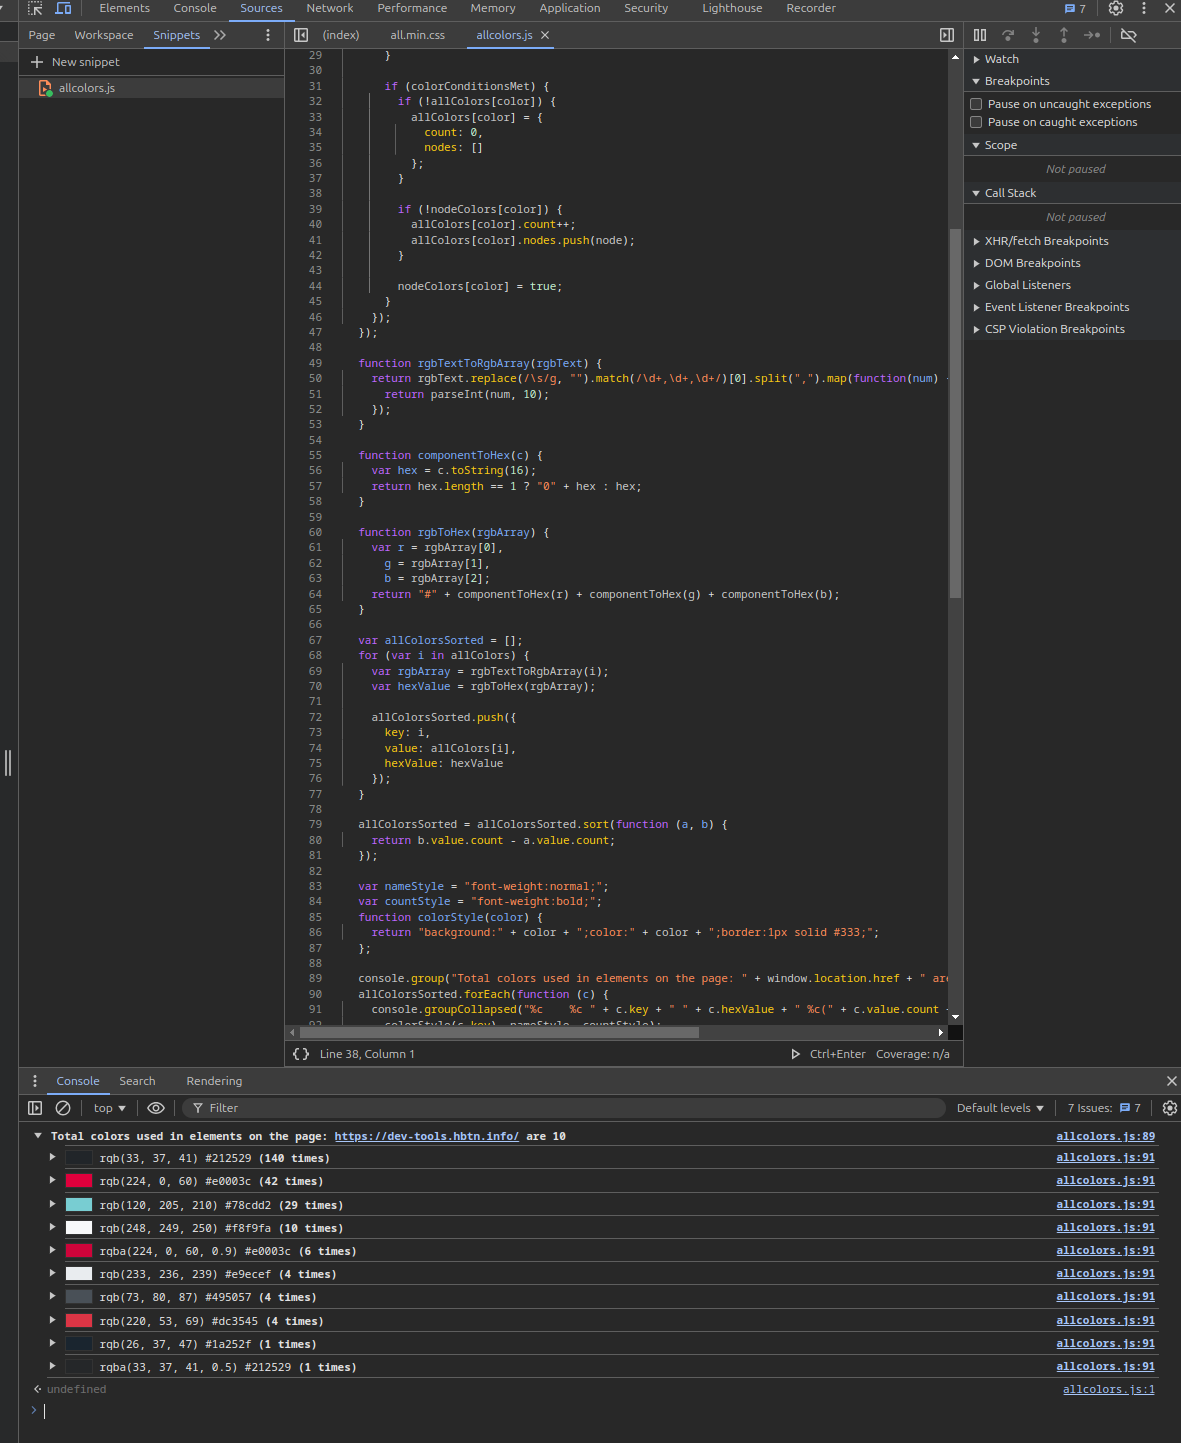 Elements Console Sources Network Performance Memory Application Security Lighthouse Recorder 7
Page Workspace Snippets
(index) all.min.css allcolors.js
New snippet
allcolors.js
29 }
30
31 if (colorConditionsMet) {
32 if (!allColors[color]) {
33 allColors[color] = {
34 count: 0,
35 nodes: []
36 };
37 }
38
39 if (!nodeColors[color]) {
40 allColors[color].count++;
41 allColors[color].nodes.push(node);
42 }
43
44 nodeColors[color] = true;
45 }
46 });
47 });
48
49 function rgbTextToRgbArray(rgbText) {
50 return rgbText.replace(/\s/g, "").match(/\d+,\d+,\d+/)[0].split(",").map(function(num)
51 return parseInt(num, 10);
52 });
53 }
54
55 function componentToHex(c) {
56 var hex = c.toString(16);
57 return hex.length == 1 ? "0" + hex : hex;
58 }
59
60 function rgbToHex(rgbArray) {
61 var r = rgbArray[0],
62 g = rgbArray[1],
63 b = rgbArray[2];
64 return "#" + componentToHex(r) + componentToHex(g) + componentToHex(b);
65 }
66
67 var allColorsSorted = [];
68 for (var i in allColors) {
69 var rgbArray = rgbTextToRgbArray(i);
70 var hexValue = rgbToHex(rgbArray);
71
72 allColorsSorted.push({
73 key: i,
74 value: allColors[i],
75 hexValue: hexValue
76 });
77 }
78
79 allColorsSorted = allColorsSorted.sort(function (a, b) {
80 return b.value.count - a.value.count;
81 });
82
83 var nameStyle = "font-weight:normal;";
84 var countStyle = "font-weight:bold;";
85 function colorStyle(color) {
86 return "background:" + color + ";color:" + color + ";border:1px solid #333;";
87 };
88
89 console.group("Total colors used in elements on the page: " + window.location.href + " are
90 allColorsSorted.forEach(function (c) {
91 console.groupCollapsed("%c %c " + c.key + " " + c.hexValue + " %c(" + c.value.count
92 colorStyle(c.key), nameStyle, countStyle);
{} Line 38, Column 1 Ctrl+Enter Coverage: n/a
Watch
Breakpoints
Pause on uncaught exceptions
Pause on caught exceptions
Scope
Not paused
Call Stack
Not paused
XHR/fetch Breakpoints
DOM Breakpoints
Global Listeners
Event Listener Breakpoints
CSP Violation Breakpoints
Console Search Rendering
top Filter Default levels 7 Issues: 7
Total colors used in elements on the page: https://dev-tools.hbtn.info/ are 10 allcolors.js:89
rgb(33, 37, 41) #212529 (140 times) allcolors.js:91
rgb(224, 0, 60) #e0003c (42 times) allcolors.js:91
rgb(120, 205, 210) #78cdd2 (29 times) allcolors.js:91
rgb(248, 249, 250) #f8f9fa (10 times) allcolors.js:91
rgba(224, 0, 60, 0.9) #e0003c (6 times) allcolors.js:91
rgb(233, 236, 239) #e9ecef (4 times) allcolors.js:91
rgb(73, 80, 87) #495057 (4 times) allcolors.js:91
rgb(220, 53, 69) #dc3545 (4 times) allcolors.js:91
rgb(26, 37, 47) #1a252f (1 times) allcolors.js:91
rgba(33, 37, 41, 0.5) #212529 (1 times) allcolors.js:91
undefined allcolors.js:1